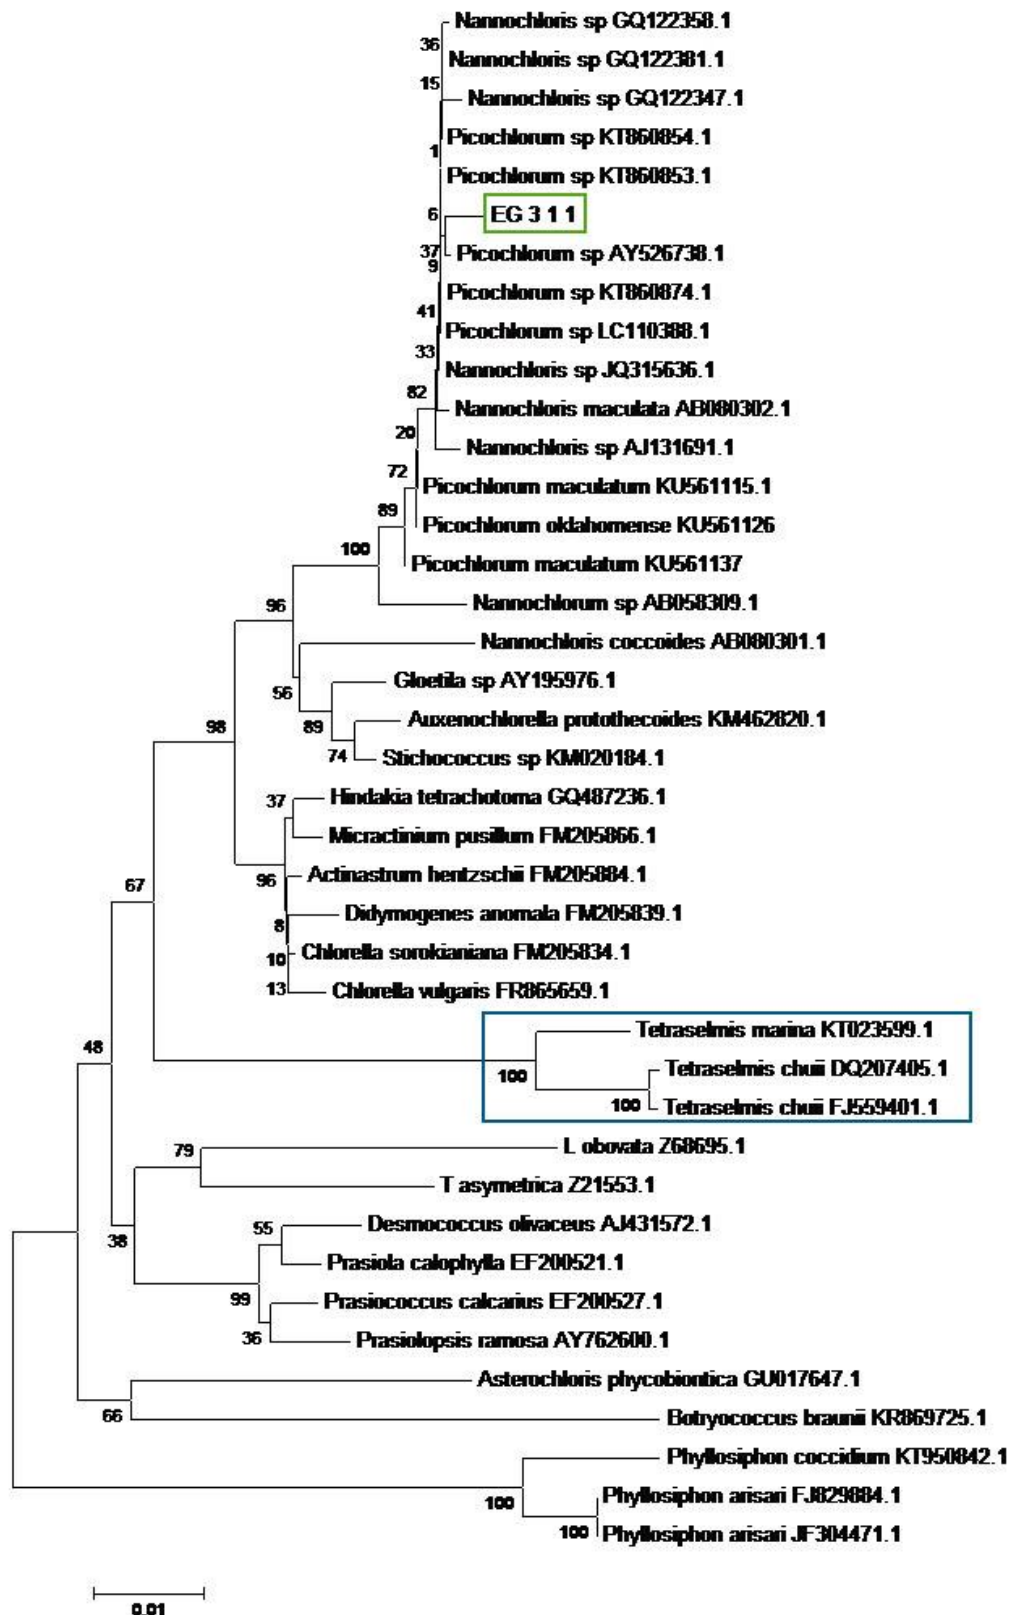 Nannochloris sp GQ122358.1
36
Nannochloris sp GQ122381.1
15
Nannochloris sp GQ122347.1
Picochlorum sp KT860854.1
1
Picochlorum sp KT860853.1
6
EG 3 1 1
37
Picochlorum sp AY526738.1
9
Picochlorum sp KT860874.1
41
Picochlorum sp LC110388.1
33
Nannochloris sp JQ315636.1
82
Nannochloris maculata AB080302.1
20
Nannochloris sp AJ131691.1
72
Picochlorum maculatum KU561115.1
89
Picochlorum oklahomense KU561126
100
Picochlorum maculatum KU561137
96
Nannochlorum sp AB058309.1
Nannochloris coccoides AB080301.1
56
Gloetila sp AY195976.1
98
89
Auxenochlorella protothecoides KM462820.1
74
Stichococcus sp KM020184.1
37
Hindakia tetrachotoma GQ487236.1
Micractinium pusillum FM205866.1
67
96
Actinastrum hentzschii FM205884.1
8
Didymogenes anomala FM205839.1
10
Chlorella sorokianiana FM205834.1
13
Chlorella vulgaris FR865659.1
Tetraselmis marina KT023599.1
48
100
Tetraselmis chuii DQ207405.1
100
Tetraselmis chuii FJ559401.1
79
L obovata Z68695.1
T asymetrica Z21553.1
38
55
Desmococcus olivaceus AJ431572.1
Prasiola calophylla EF200521.1
99
Prasiococcus calcarius EF200527.1
36
Prasiolopsis ramosa AY762600.1
Asterochloris phycobiontica GU017647.1
66
Botryococcus braunii KR869725.1
Phyllosiphon coccidium KT950842.1
100
Phyllosiphon arisari FJ829884.1
100
Phyllosiphon arisari JF304471.1
0.01